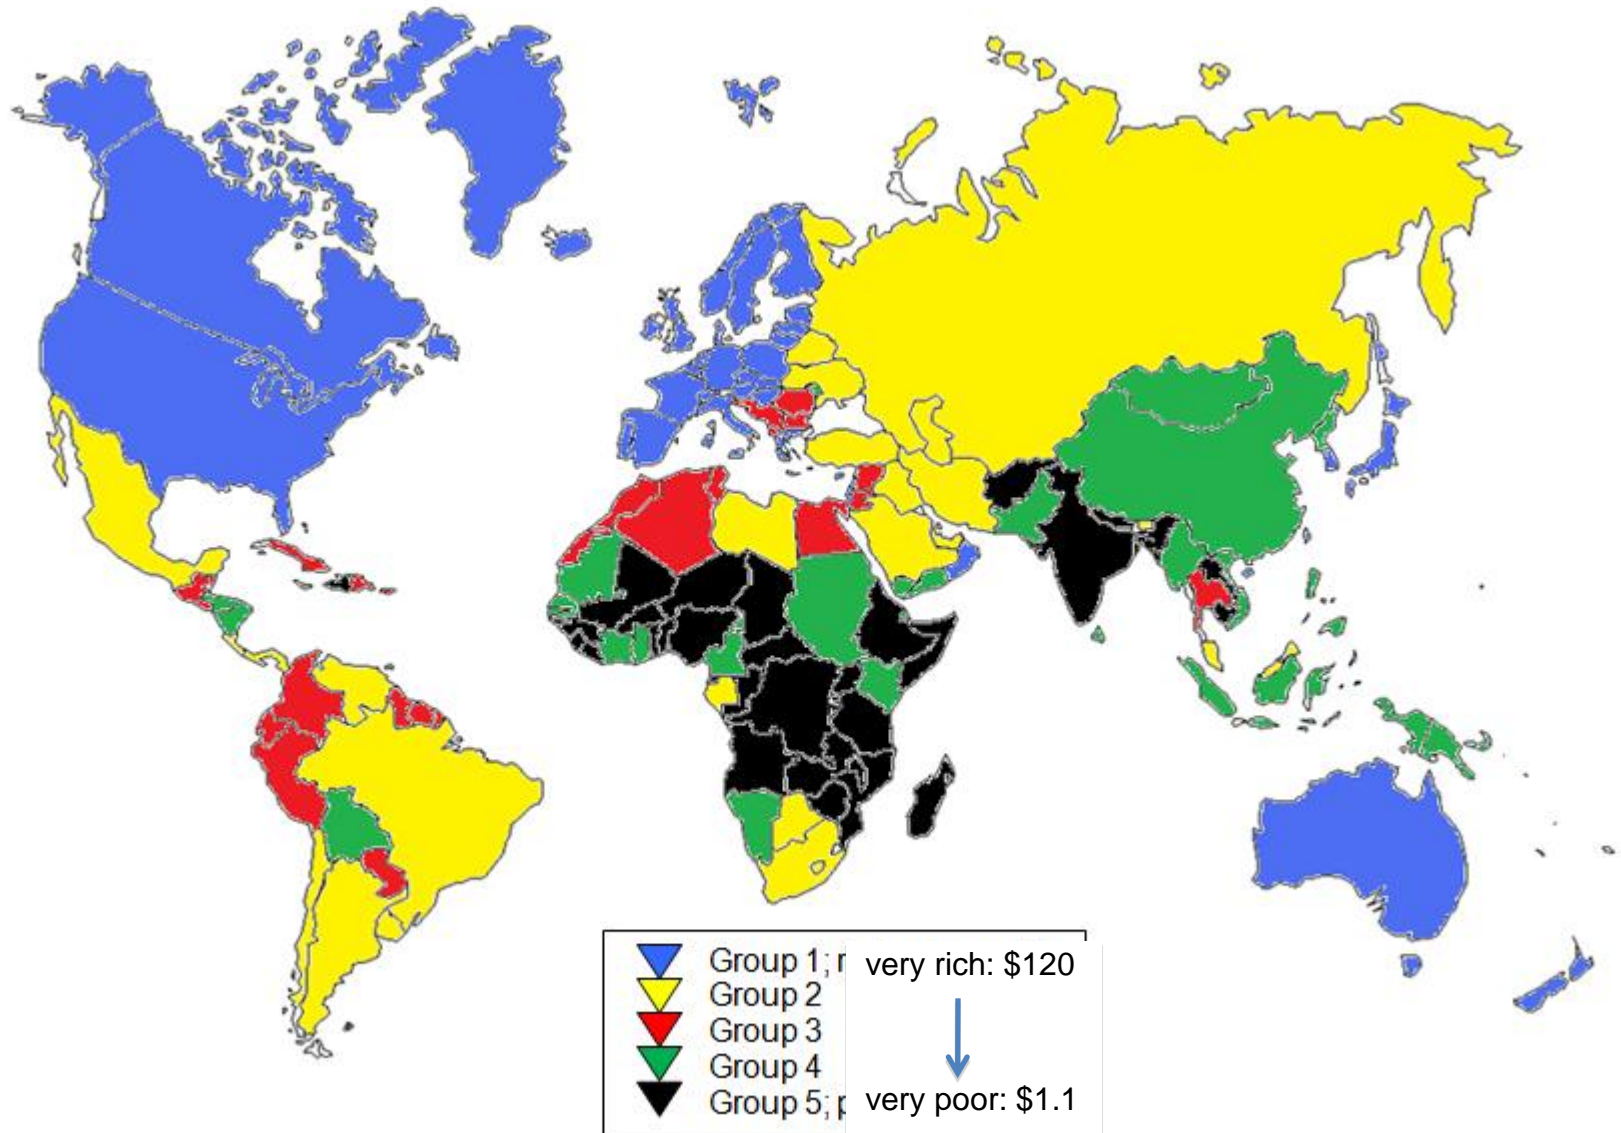 Group 1; r very rich: $120
Group 2
Group 3
Group 4
Group 5; p very poor: $1.1